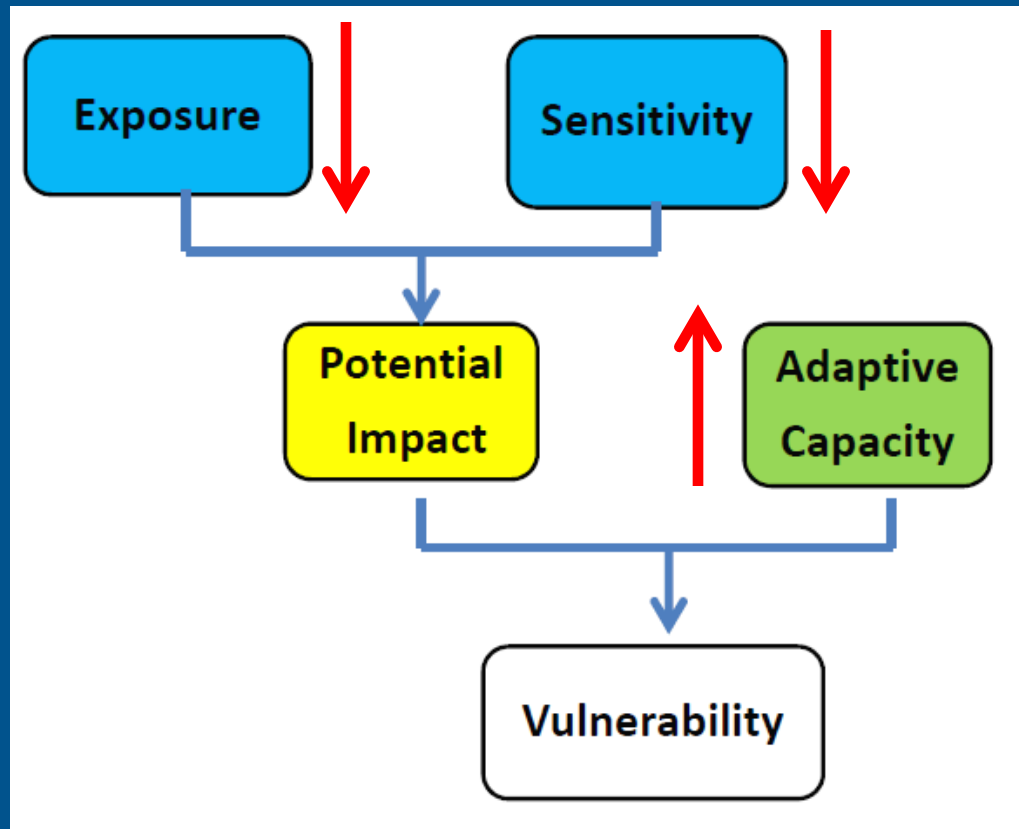 Exposure
Sensitivity
Potential
Impact
Adaptive
Capacity
Vulnerability